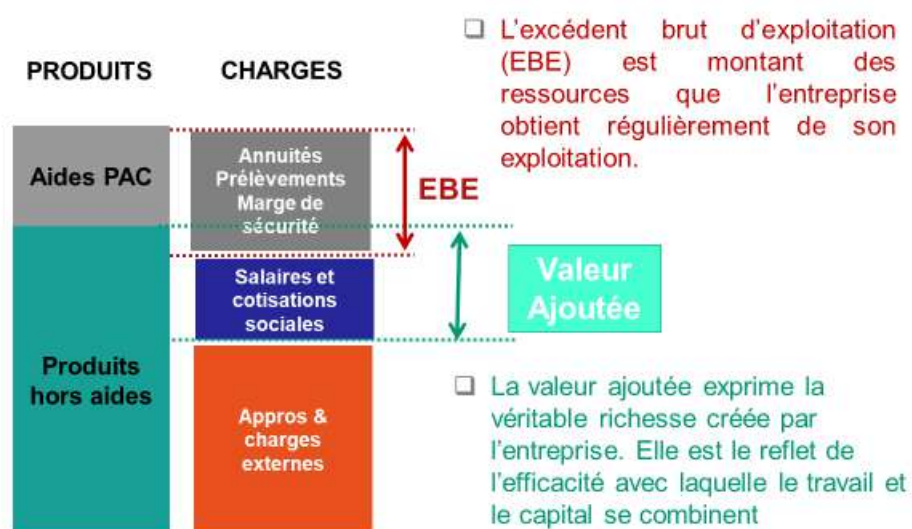 PRODUITS
CHARGES
Aides PAC
Produits
hors aides
Annuités
Prélèvements
Marge de
sécurité
Salaires et
cotisations
sociales
Appros &
charges
externes
EBE
Valeur
Ajoutée
L'excédent brut d'exploitation
(EBE) est montant des
ressources que l'entreprise
obtient régulièrement de son
exploitation.
La valeur ajoutée exprime la
véritable richesse créée par
l'entreprise. Elle est le reflet de
l'efficacité avec laquelle le travail et
le capital se combinent